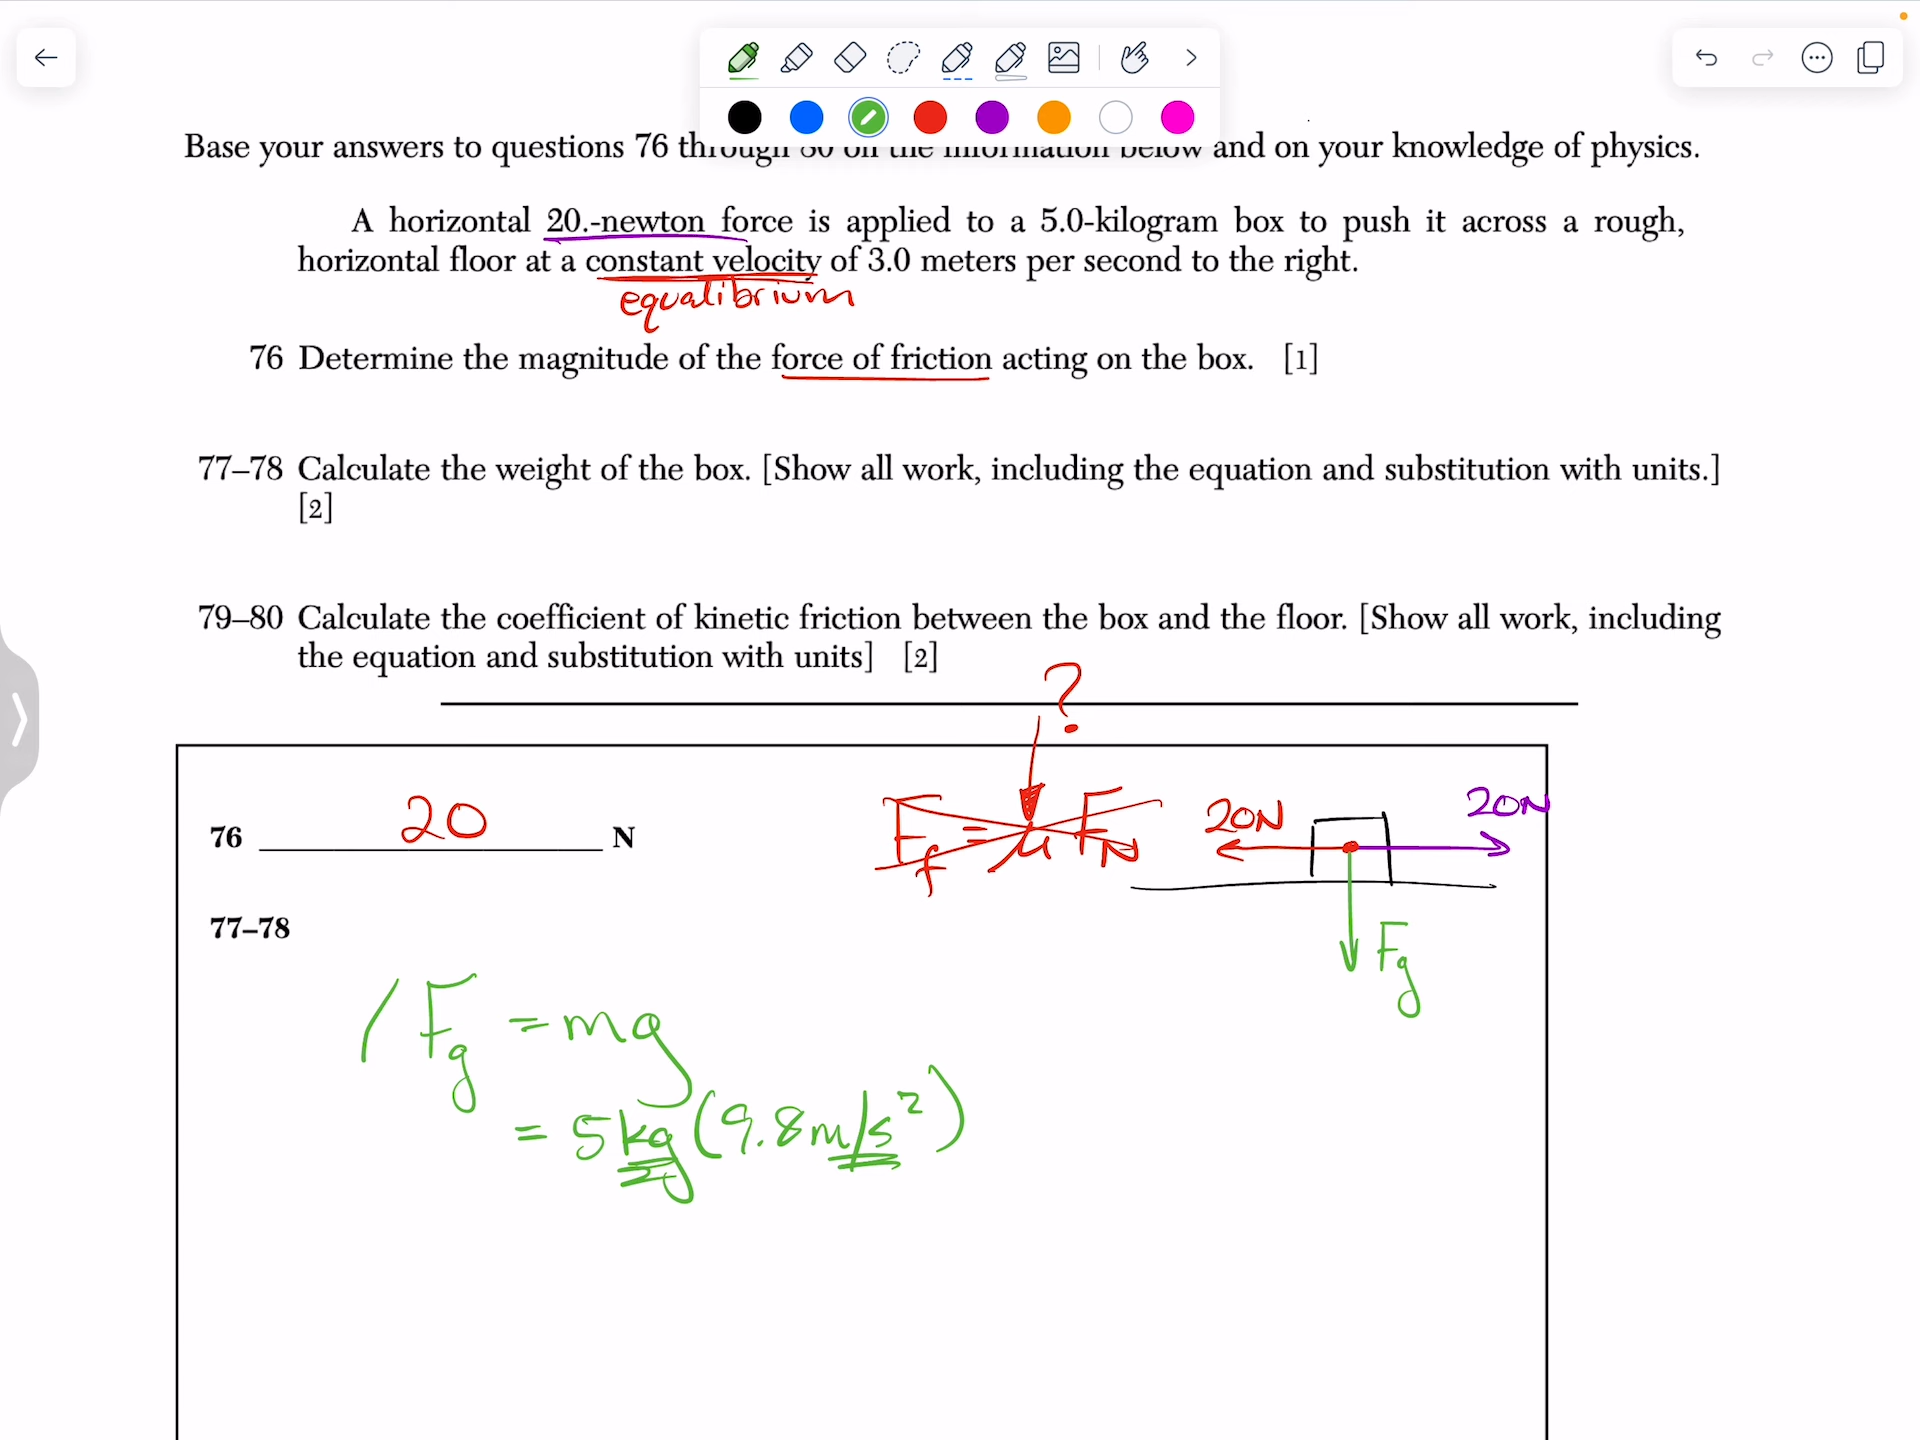 Base your answers to questions 76 through 80 on the information below and on your knowledge of physics.
A horizontal 20.-newton force is applied to a 5.0-kilogram box to push it across a rough,
horizontal floor at a constant velocity of 3.0 meters per second to the right.
equalibrium
76 Determine the magnitude of the force of friction acting on the box. [1]
77–78 Calculate the weight of the box. [Show all work, including the equation and substitution with units.]
[2]
79–80 Calculate the coefficient of kinetic friction between the box and the floor. [Show all work, including
the equation and substitution with units] [2]
?
76 20 N
Ff = μ FN
20N 20N
77–78
Fg
Fg = mg
= 5kg (9.8m/s²)